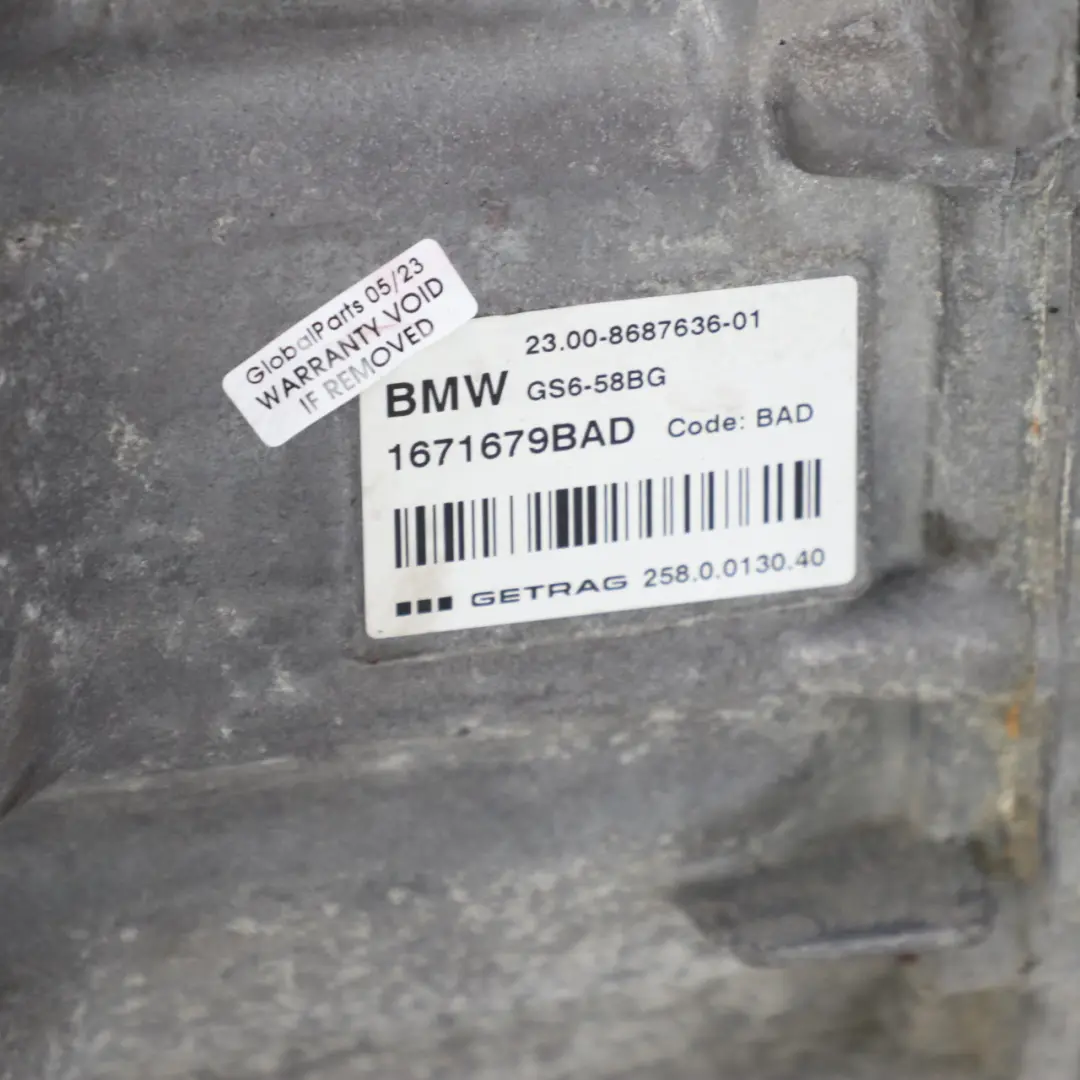 GlobalParts 05/23
WARRANTY VOID
IF REMOVED
23.00-8687636-01
BMW GS6-58BG
1671679BAD Code: BAD
GETRAG 258.0.0130.40